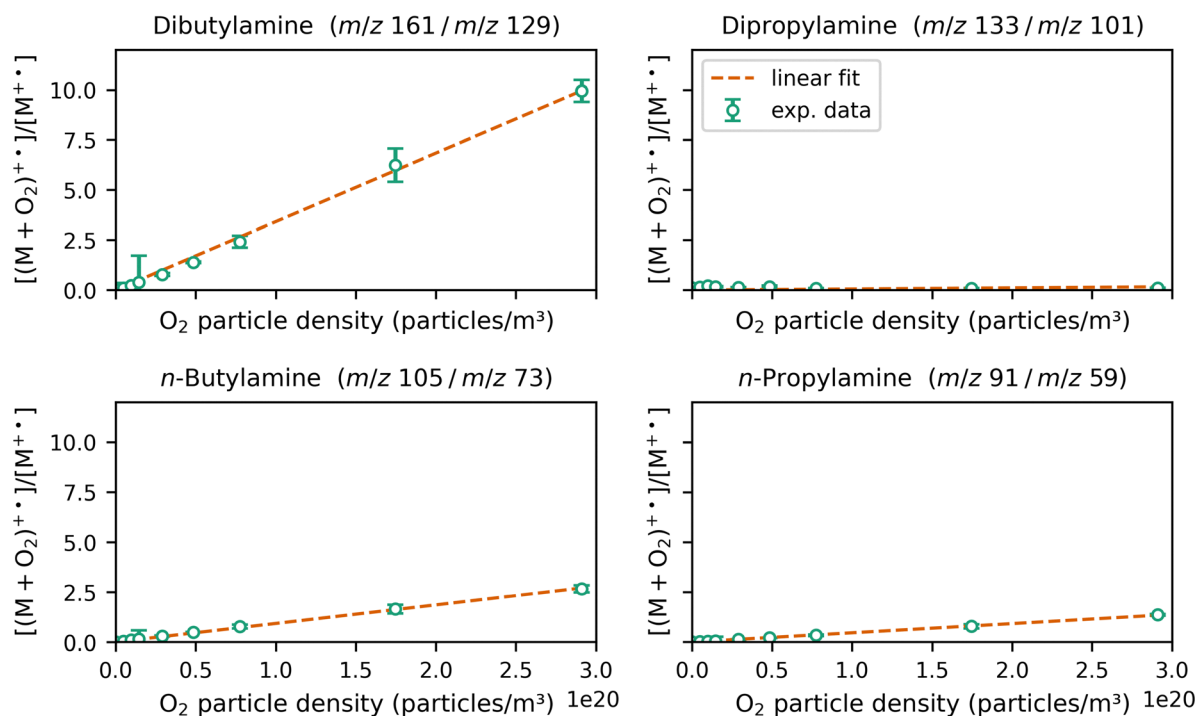 Dibutylamine (m/z 161 / m/z 129)
[(M + O₂)⁺•]/[M⁺•]
10.0
7.5
5.0
2.5
0.0
O₂ particle density (particles/m³)
Dipropylamine (m/z 133 / m/z 101)
linear fit
exp. data
[(M + O₂)⁺•]/[M⁺•]
O₂ particle density (particles/m³)
n-Butylamine (m/z 105 / m/z 73)
[(M + O₂)⁺•]/[M⁺•]
10.0
7.5
5.0
2.5
0.0
0.0 0.5 1.0 1.5 2.0 2.5 3.0
O₂ particle density (particles/m³) 1e20
n-Propylamine (m/z 91 / m/z 59)
[(M + O₂)⁺•]/[M⁺•]
0.0 0.5 1.0 1.5 2.0 2.5 3.0
O₂ particle density (particles/m³) 1e20